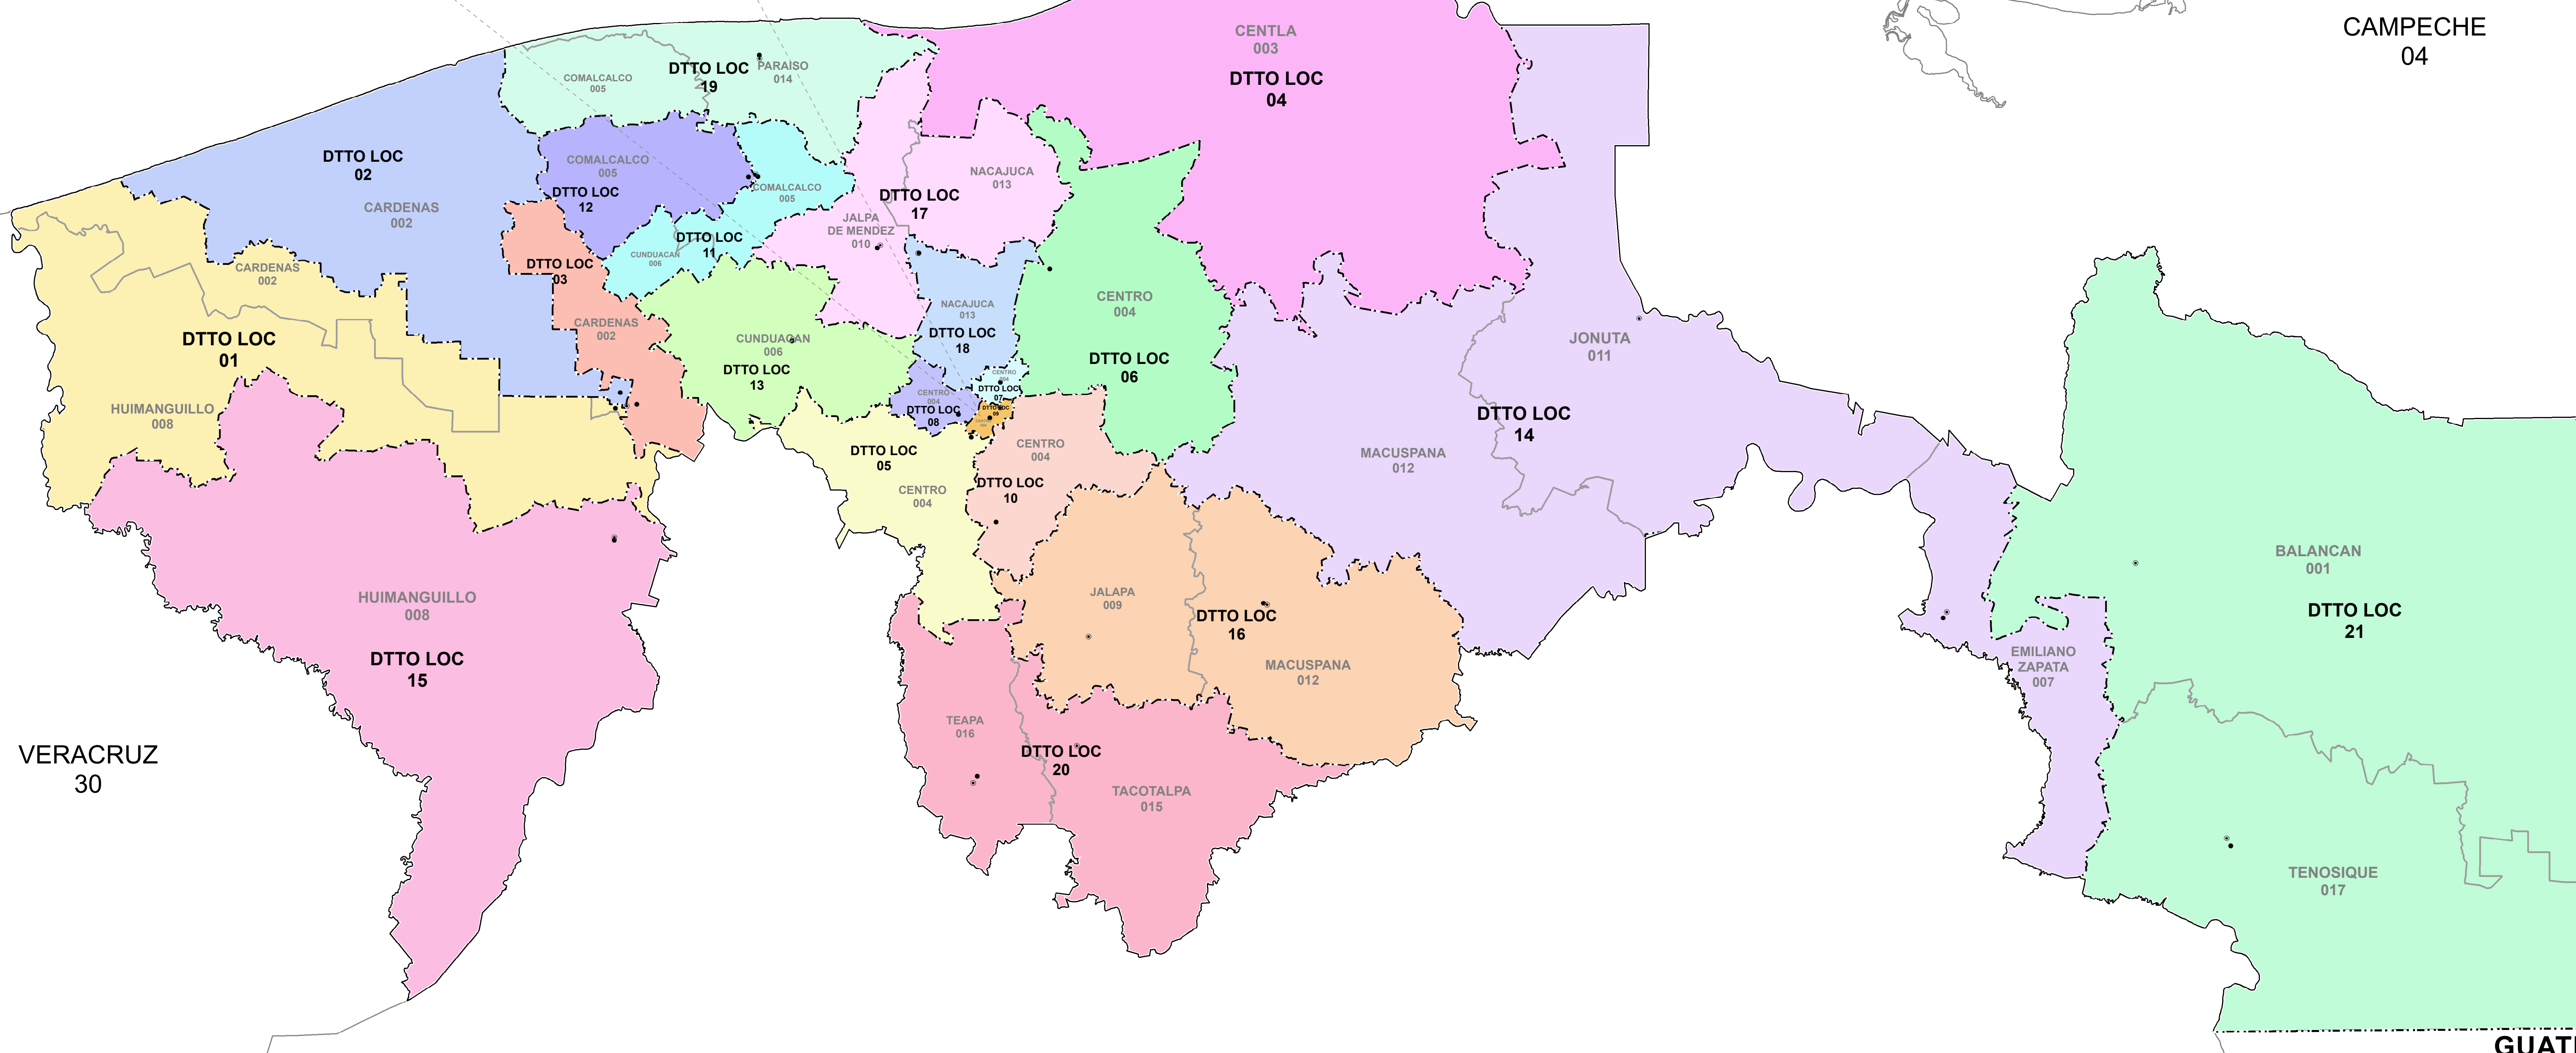 CENTLA
003
DTTO LOC
04
CAMPECHE
04
COMALCALCO
005
DTTO LOC
19
PARAISO
014
DTTO LOC
02
CARDENAS
002
COMALCALCO
005
DTTO LOC
12
COMALCALCO
005
DTTO LOC
11
CUNDUACAN
006
NACAJUCA
013
DTTO LOC
17
JALPA
DE MENDEZ
010
DTTO LOC
03
CARDENAS
002
CARDENAS
002
DTTO LOC
01
HUIMANGUILLO
008
CUNDUACAN
006
DTTO LOC
13
NACAJUCA
013
DTTO LOC
18
CENTRO
004
DTTO LOC
06
CENTRO
DTTO LOC
07
CENTRO
004
DTTO LOC
08
DTTO LOC
09
JONUTA
011
DTTO LOC
14
MACUSPANA
012
DTTO LOC
05
CENTRO
004
CENTRO
004
DTTO LOC
10
JALAPA
009
DTTO LOC
16
MACUSPANA
012
HUIMANGUILLO
008
DTTO LOC
15
BALANCAN
001
DTTO LOC
21
EMILIANO
ZAPATA
007
TEAPA
016
DTTO LOC
20
TACOTALPA
015
VERACRUZ
30
TENOSIQUE
017
GUAT